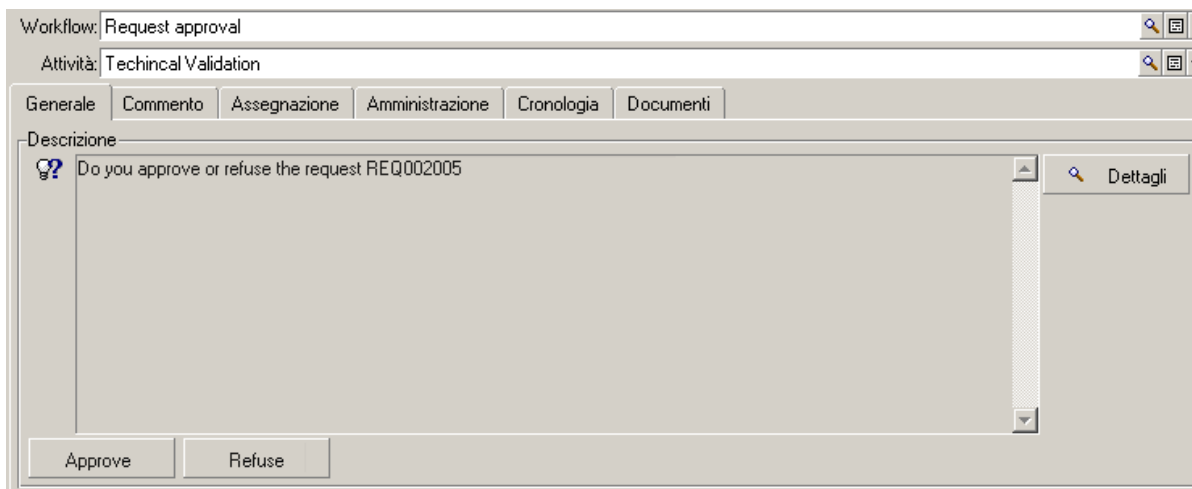 Workflow: Request approval
Attività: Techincal Validation
Generale Commento Assegnazione Amministrazione Cronologia Documenti
Descrizione
Do you approve or refuse the request REQ002005
Dettagli
Approve Refuse